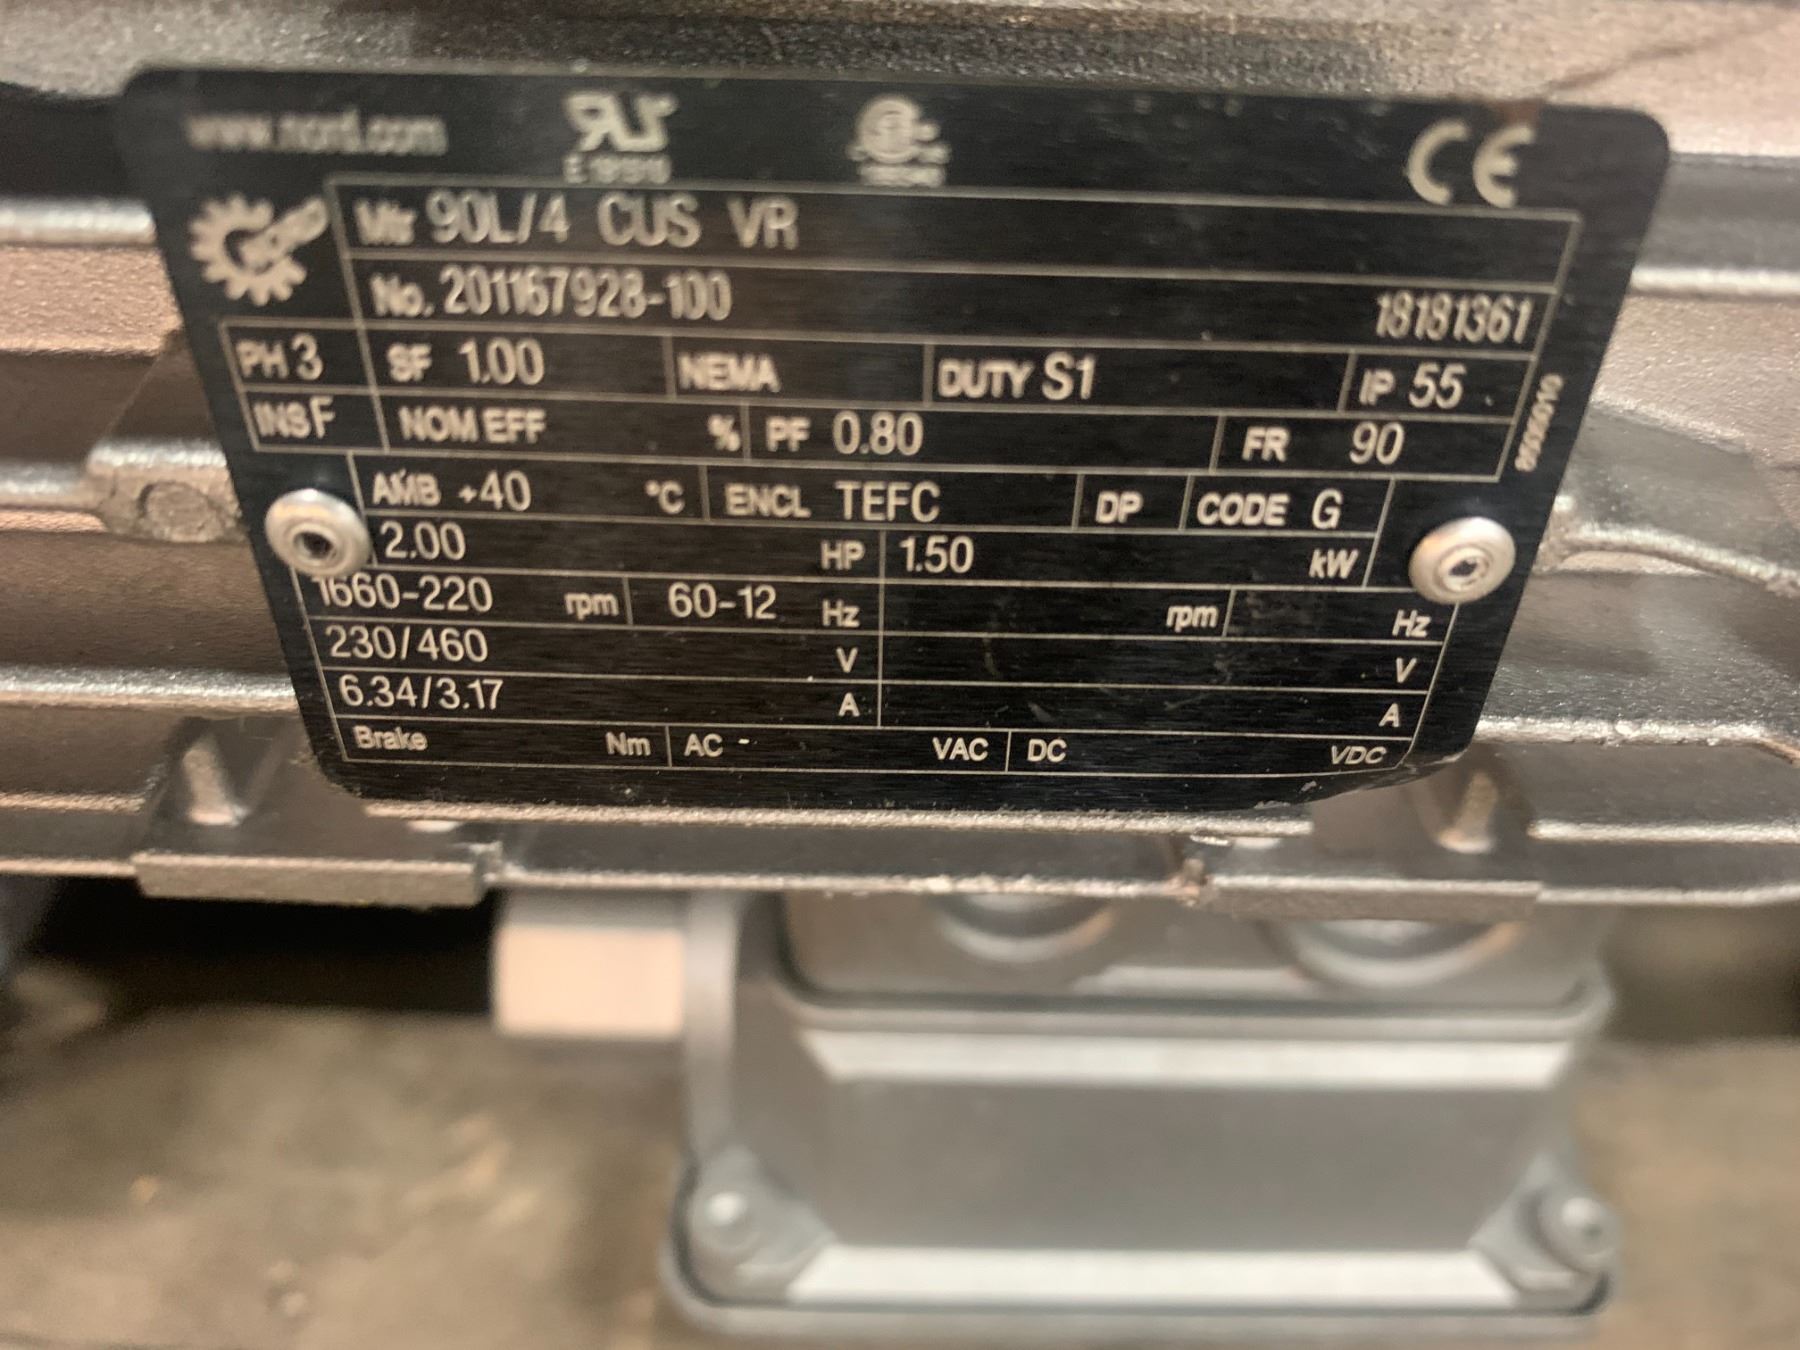 www.nord.com
CE
NORD
Mtr 90L/4 CUS VR
No. 201167928-100 18181361
PH 3 SF 1.00 NEMA DUTY S1 IP 55
INS F NOM EFF % PF 0.80 FR 90
AMB +40 °C ENCL TEFC DP CODE G
2.00 HP 1.50 kW
1660-220 rpm 60-12 Hz rpm Hz
230/460 V V
6.34/3.17 A A
Brake Nm AC - VAC DC VDC